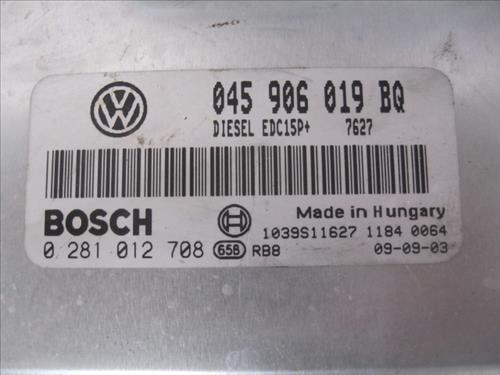 045 906 019 BQ
DIESEL EDC15P+ 7627
BOSCH
Made in Hungary
1039S11627 1184 0064
0 281 012 708 656 RB8 09-09-03